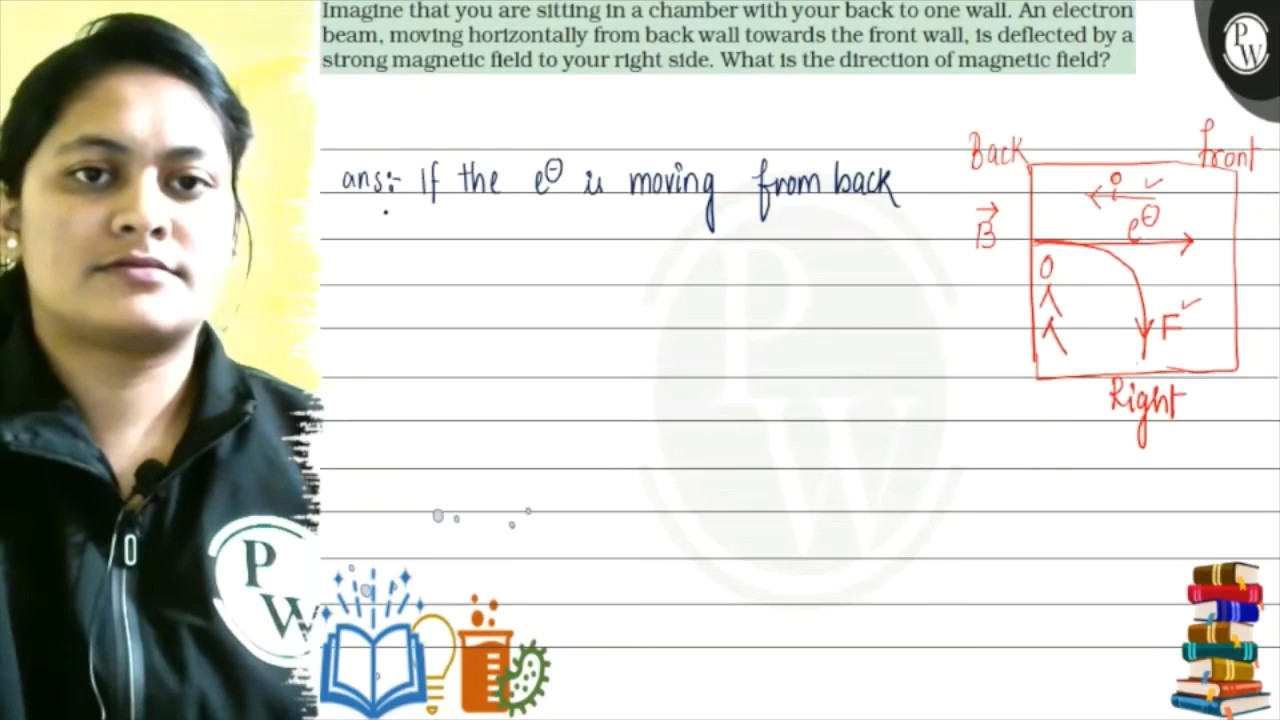 Imagine that you are sitting in a chamber with your back to one wall. An electron
beam, moving horizontally from back wall towards the front wall, is deflected by a
strong magnetic field to your right side. What is the direction of magnetic field?
P
W
Back
front
ans:- If the e⊖ is moving from back
i
e⊖
B
F
Right
P
W
P
W